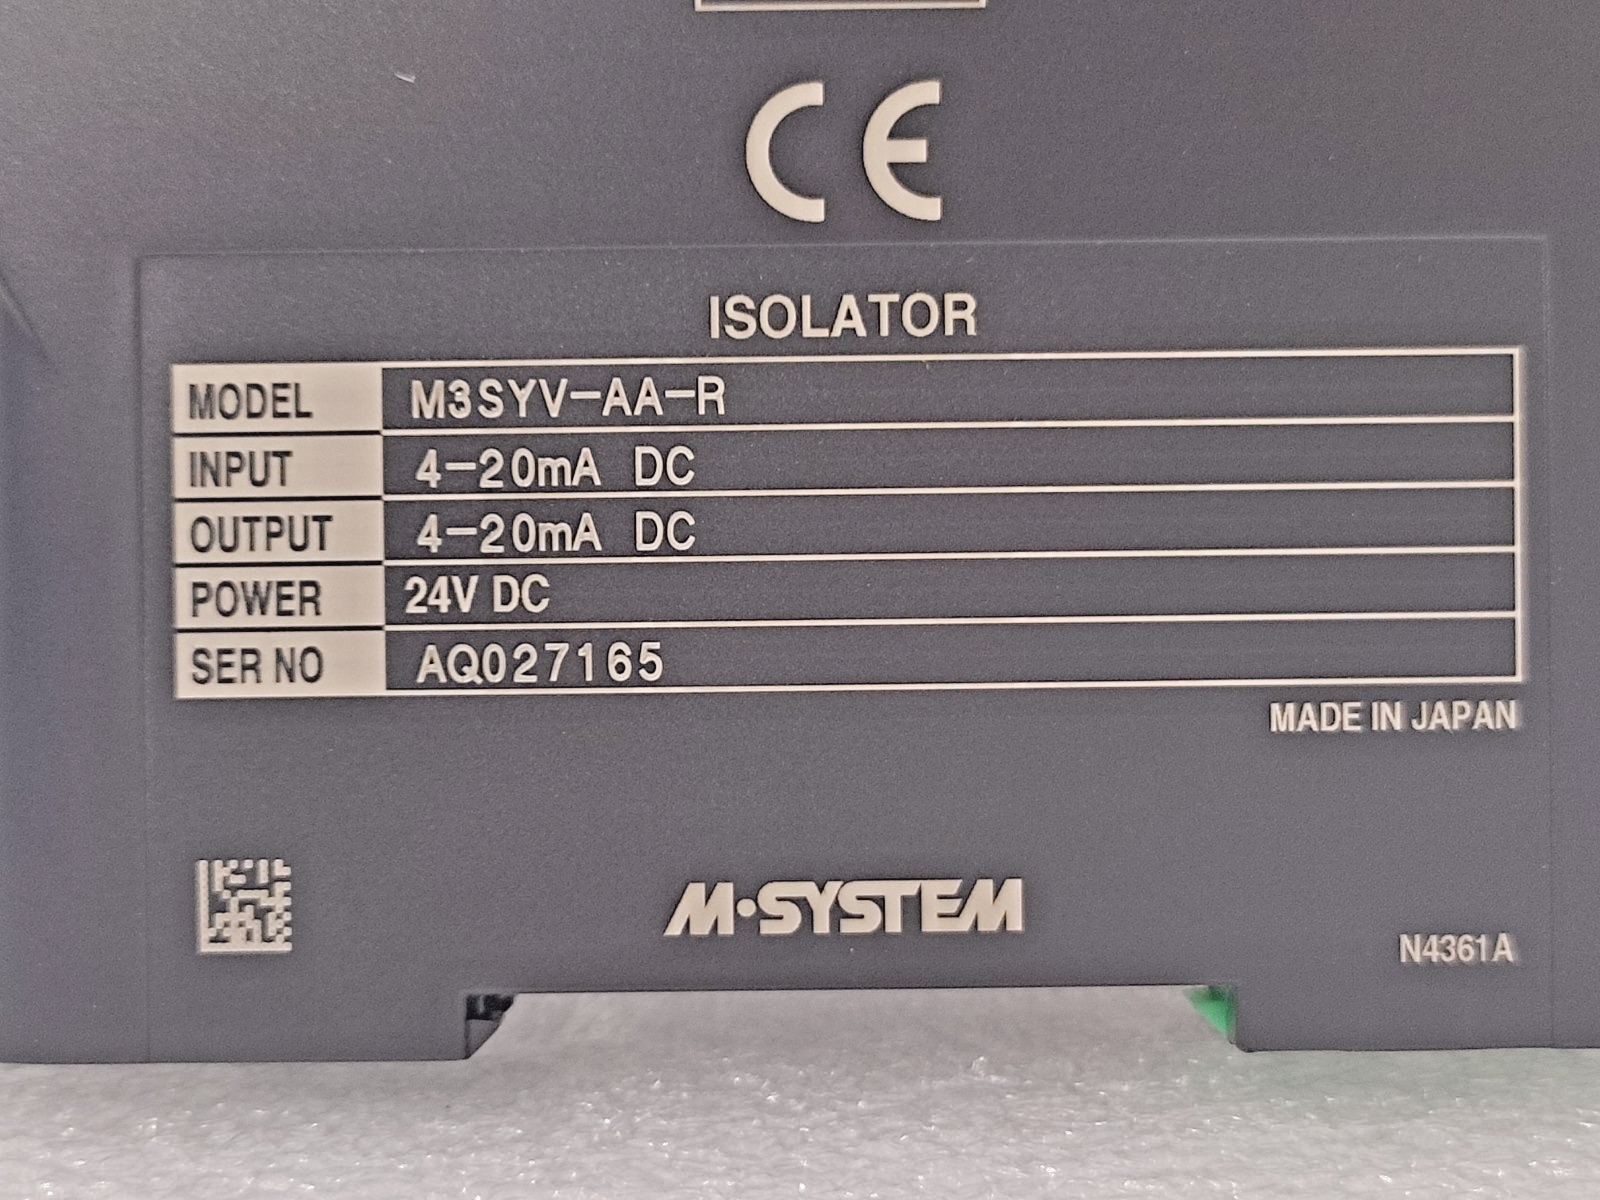 CE
ISOLATOR
MODEL M3SYV-AA-R
INPUT 4-20mA DC
OUTPUT 4-20mA DC
POWER 24V DC
SER NO AQ027165
MADE IN JAPAN
M·SYSTEM
N4361A